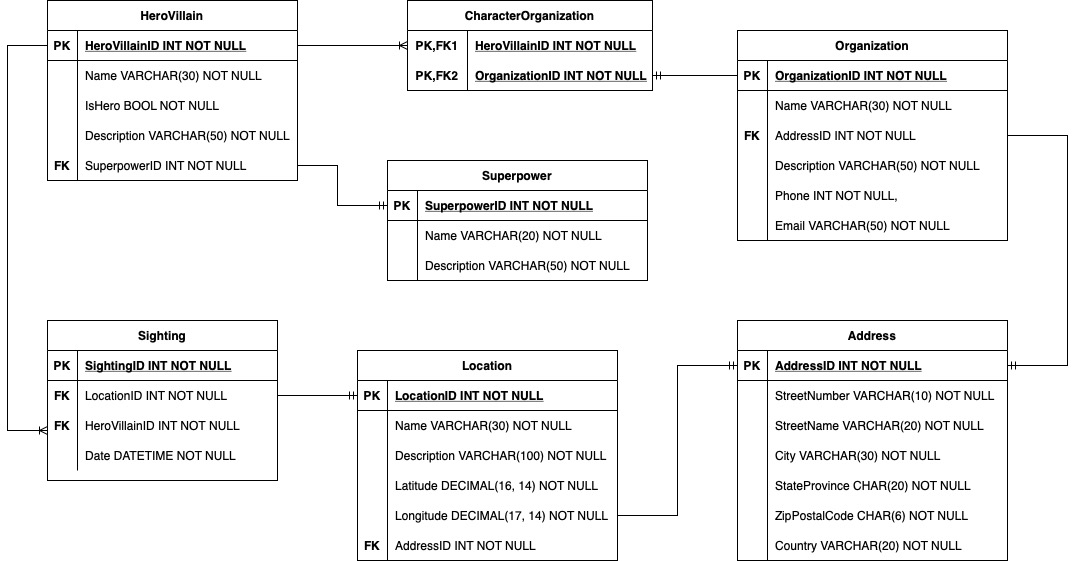 HeroVillain
PK HeroVillainID INT NOT NULL
Name VARCHAR(30) NOT NULL
IsHero BOOL NOT NULL
Description VARCHAR(50) NOT NULL
FK SuperpowerID INT NOT NULL
CharacterOrganization
PK,FK1 HeroVillainID INT NOT NULL
PK,FK2 OrganizationID INT NOT NULL
Organization
PK OrganizationID INT NOT NULL
Name VARCHAR(30) NOT NULL
FK AddressID INT NOT NULL
Description VARCHAR(50) NOT NULL
Phone INT NOT NULL,
Email VARCHAR(50) NOT NULL
Superpower
PK SuperpowerID INT NOT NULL
Name VARCHAR(20) NOT NULL
Description VARCHAR(50) NOT NULL
Sighting
PK SightingID INT NOT NULL
FK LocationID INT NOT NULL
FK HeroVillainID INT NOT NULL
Date DATETIME NOT NULL
Location
PK LocationID INT NOT NULL
Name VARCHAR(30) NOT NULL
Description VARCHAR(100) NOT NULL
Latitude DECIMAL(16, 14) NOT NULL
Longitude DECIMAL(17, 14) NOT NULL
FK AddressID INT NOT NULL
Address
PK AddressID INT NOT NULL
StreetNumber VARCHAR(10) NOT NULL
StreetName VARCHAR(20) NOT NULL
City VARCHAR(30) NOT NULL
StateProvince CHAR(20) NOT NULL
ZipPostalCode CHAR(6) NOT NULL
Country VARCHAR(20) NOT NULL